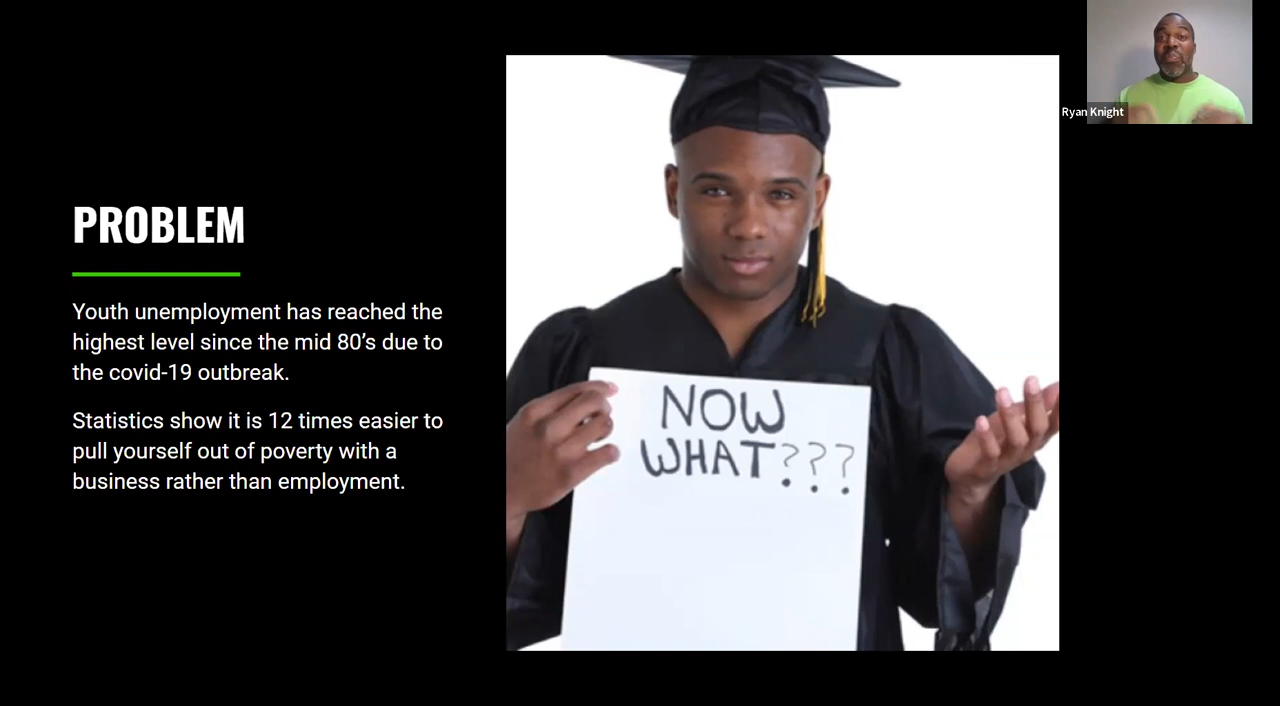 PROBLEM
Youth unemployment has reached the
highest level since the mid 80’s due to
the covid-19 outbreak.
Statistics show it is 12 times easier to
pull yourself out of poverty with a
business rather than employment.
NOW
WHAT???
Ryan Knight